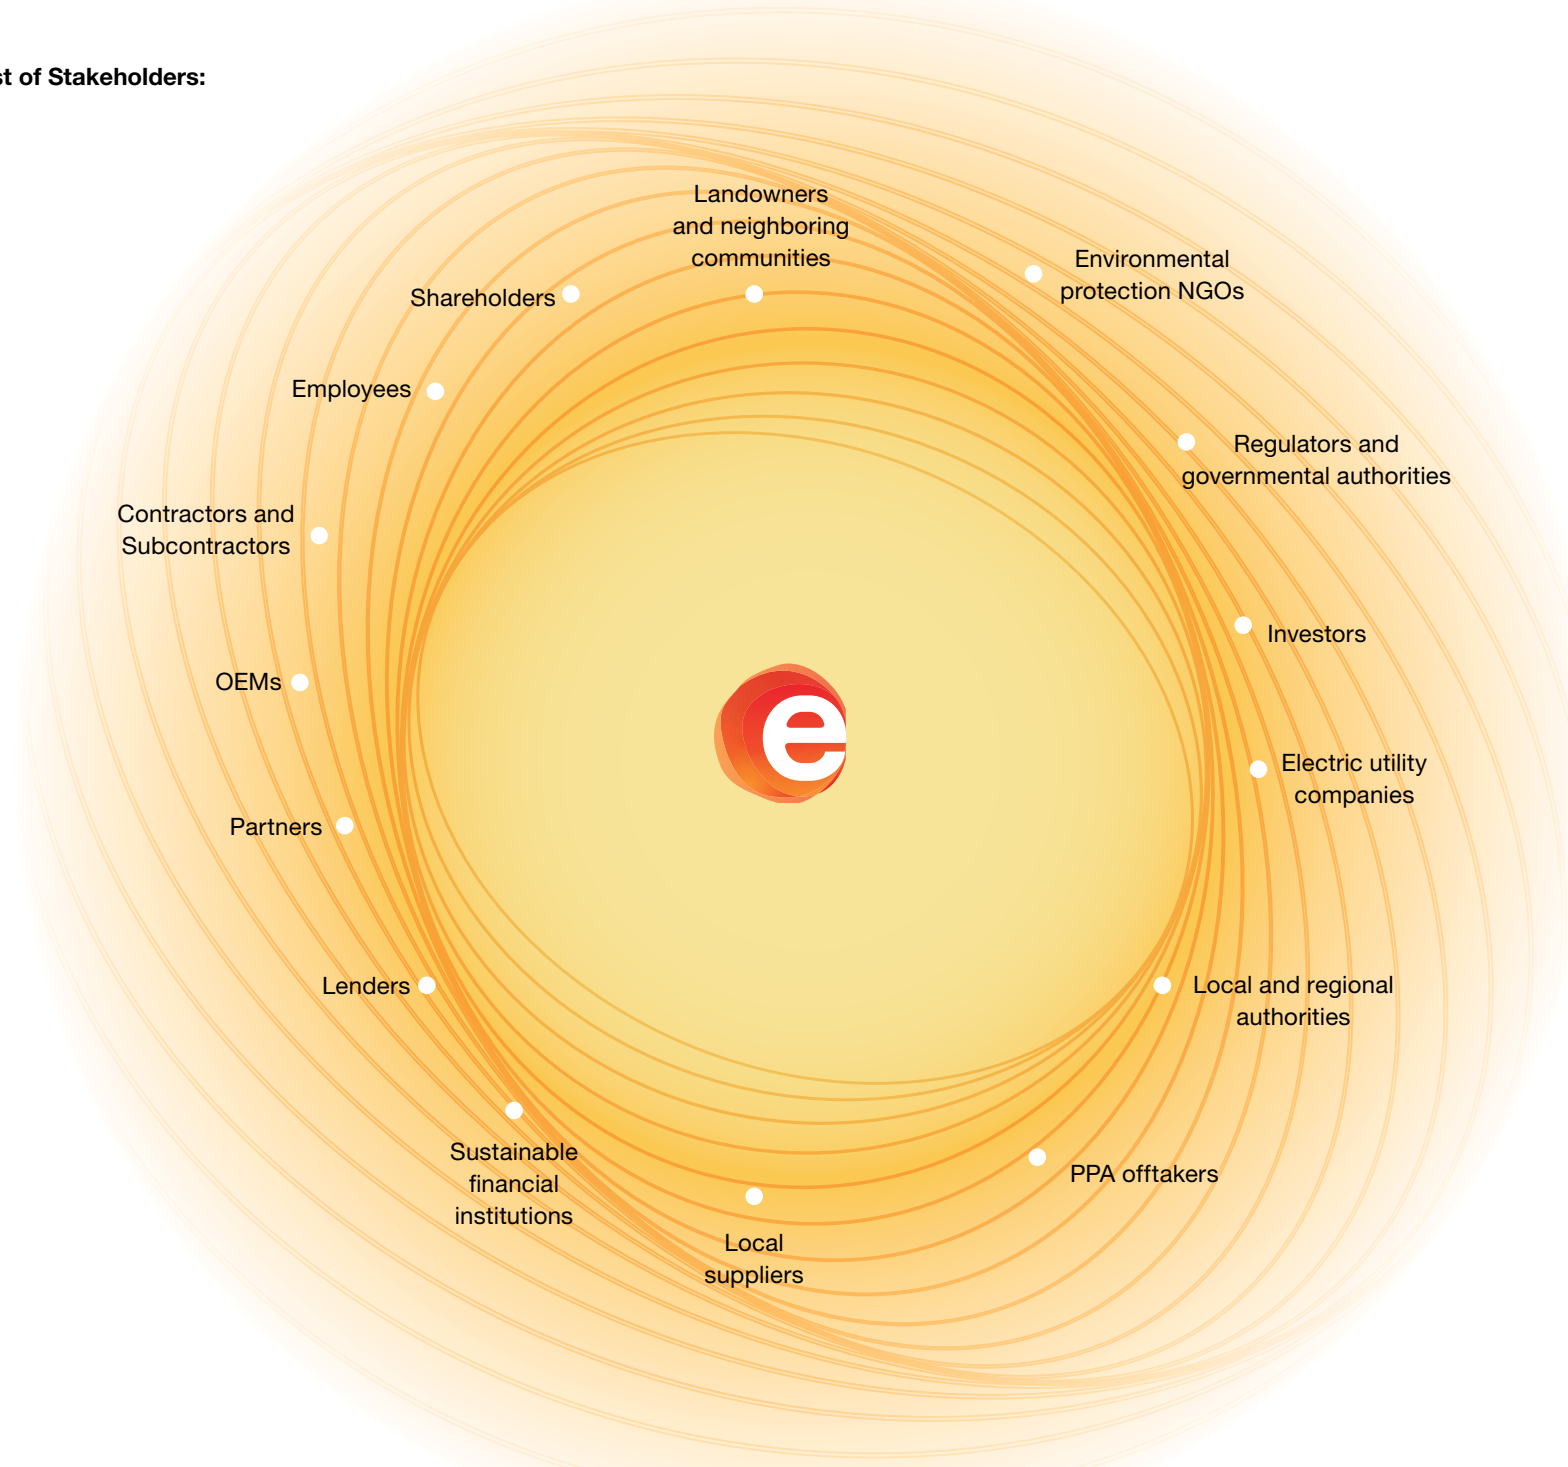 of Stakeholders:
Landowners
and neighboring
communities
Environmental
protection NGOs
Shareholders
Employees
Regulators and
governmental authorities
Contractors and
Subcontractors
Investors
OEMs
e
Electric utility
companies
Partners
Lenders
Local and regional
authorities
Sustainable
financial
institutions
PPA offtakers
Local
suppliers